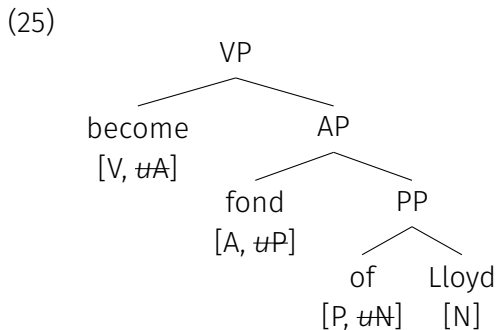 (25)
VP
become AP
[V, uA]
fond PP
[A, uP]
of Lloyd
[P, uN] [N]